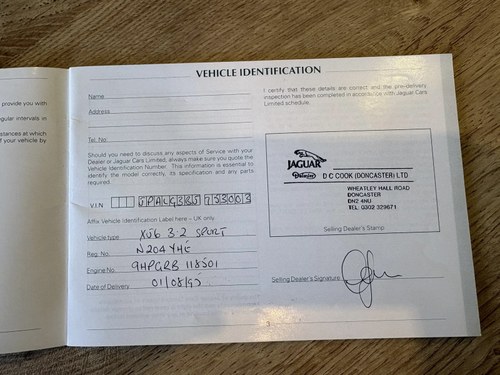 provide you with
gular intervals in
stances at which
f your vehicle by
VEHICLE IDENTIFICATION
Name
Address
Tel. No
Should you need to discuss any aspects of Service with your
Dealer or Jaguar Cars Limited, always make sure you quote the
Vehicle Identification Number. This information is essential to
identify the model correctly, its specification and any parts
required.
V.I.N
Affix Vehicle Identification Label here – UK only
Vehicle type XJ6 3-2 SPORT
Reg. No. N204 YHE
Engine No. 9HPGRB 118501
Date of Delivery 01/08/95
I certify that these details are correct and the pre-delivery
inspection has been completed in accordance with Jaguar Cars
Limited schedule.
JAGUAR
Daimler D C COOK (DONCASTER) LTD
WHEATLEY HALL ROAD
DONCASTER
DN2 4NU
TEL: 0302 329671
Selling Dealer's Stamp
Selling Dealer's Signature
3